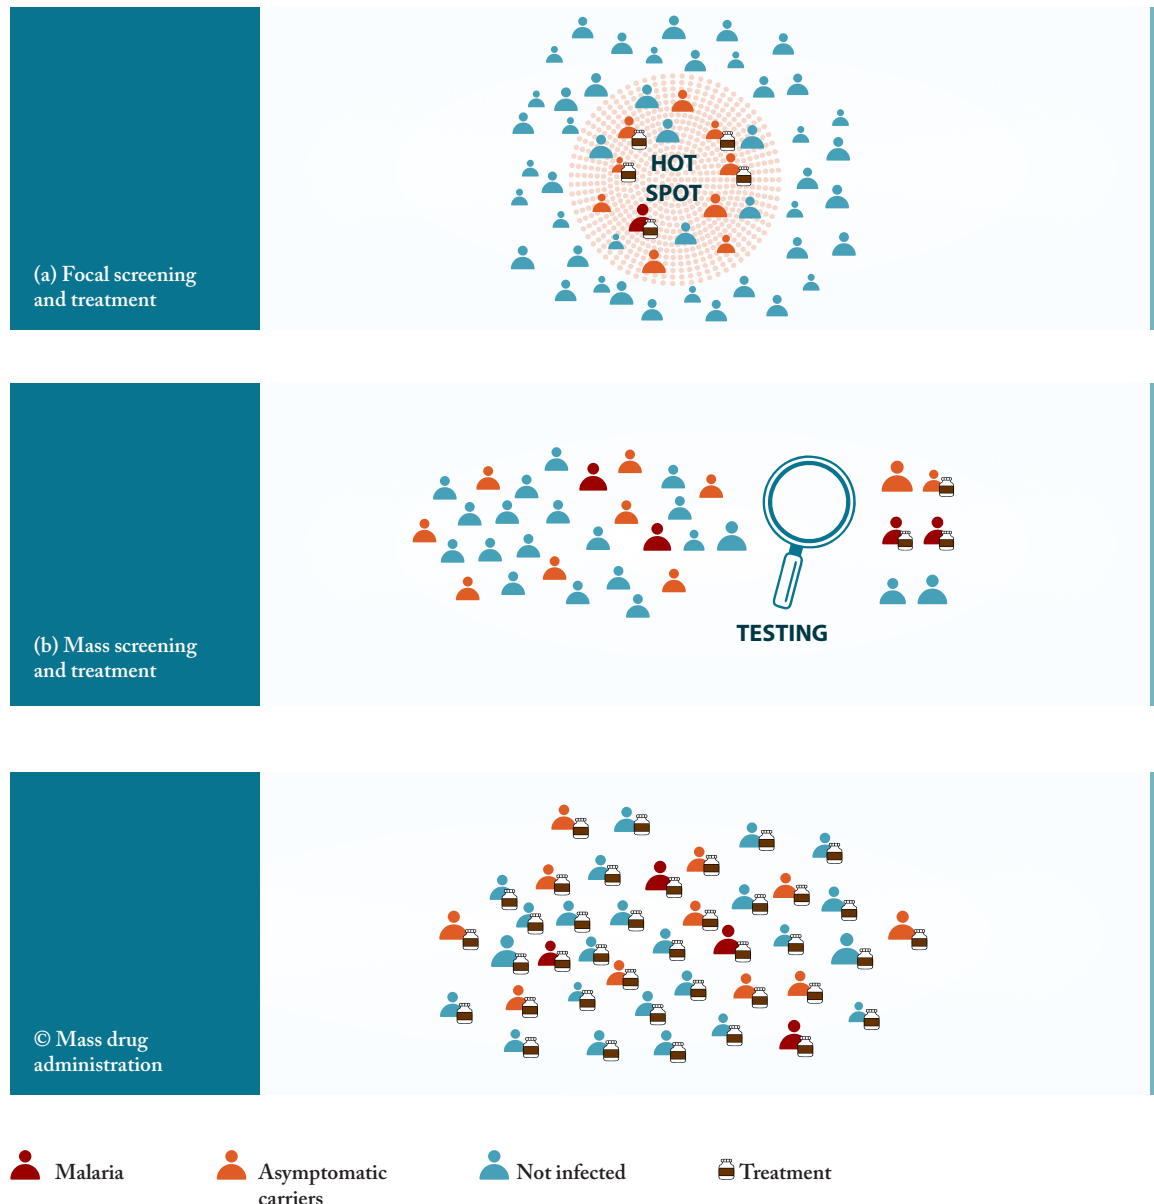 HOT
SPOT
(a) Focal screening
and treatment
TESTING
(b) Mass screening
and treatment
© Mass drug
administration
Malaria
Asymptomatic
carriers
Not infected
Treatment